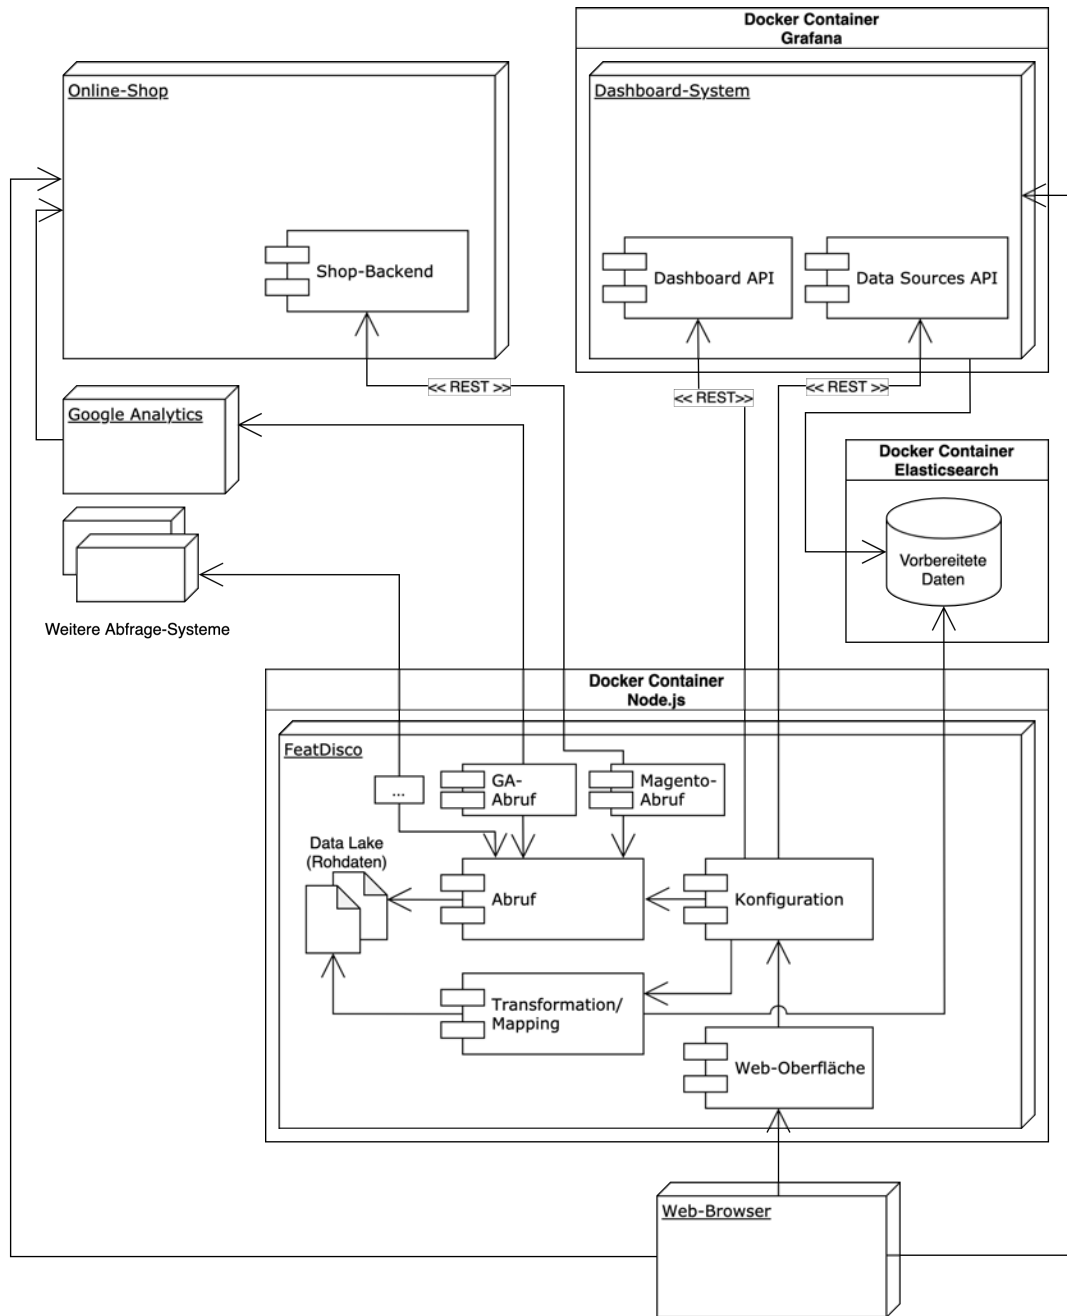 Docker Container
Grafana
Online-Shop
Dashboard-System
Shop-Backend
Dashboard API
Data Sources API
<< REST >>
<< REST>>
<< REST >>
Google Analytics
Docker Container
Elasticsearch
Vorbereitete
Daten
Weitere Abfrage-Systeme
Docker Container
Node.js
FeatDisco
...
GA-
Abruf
Magento-
Abruf
Data Lake
(Rohdaten)
Abruf
Konfiguration
Transformation/
Mapping
Web-Oberfläche
Web-Browser